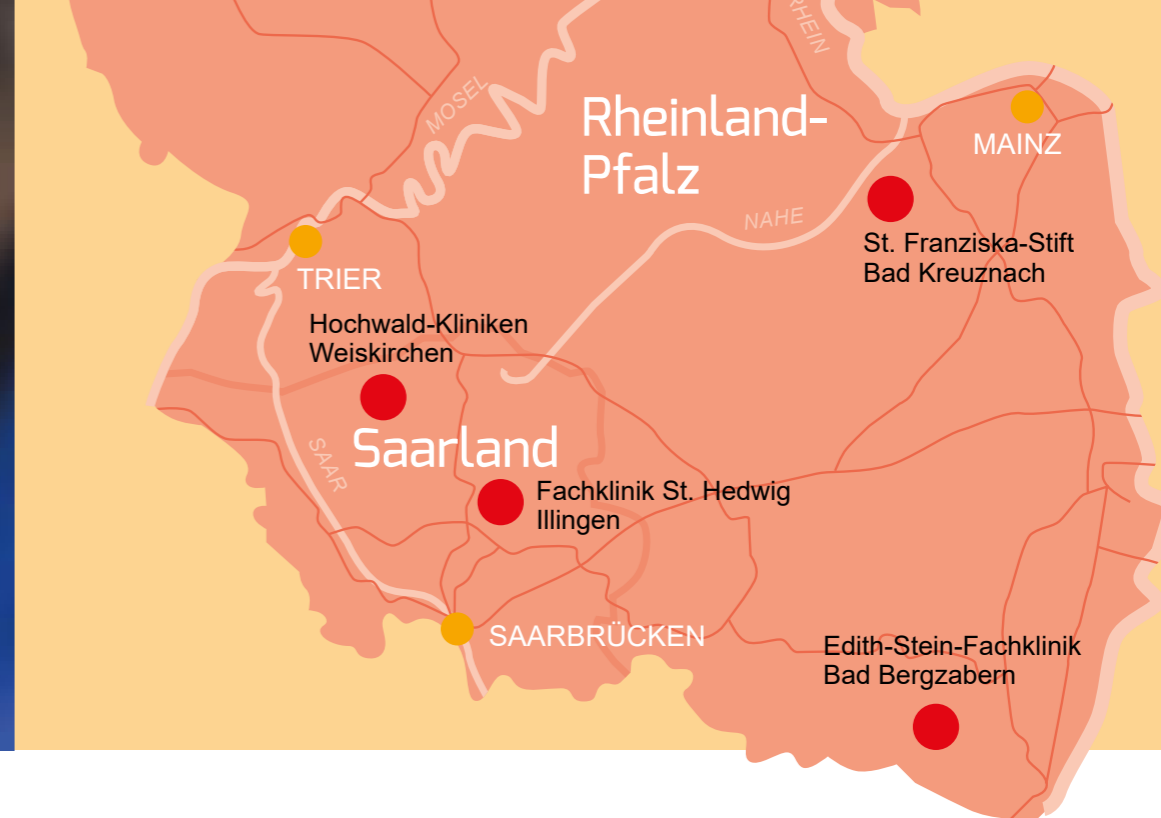 RHEIN
MOSEL
Rheinland-
Pfalz
MAINZ
NAHE
St. Franziska-Stift
Bad Kreuznach
TRIER
Hochwald-Kliniken
Weiskirchen
SAAR
Saarland
Fachklinik St. Hedwig
Illingen
SAARBRÜCKEN
Edith-Stein-Fachklinik
Bad Bergzabern